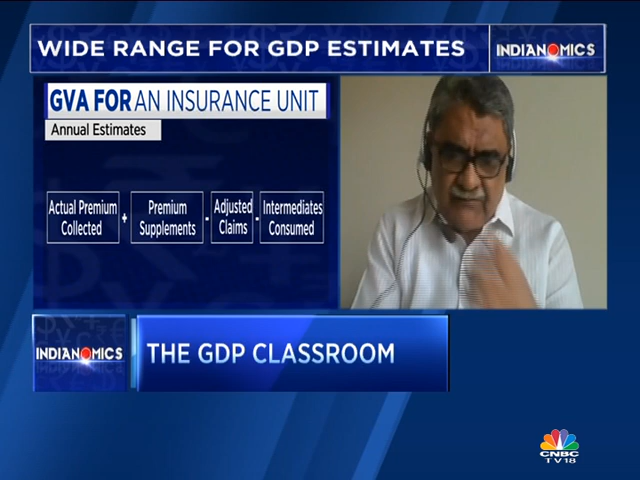 WIDE RANGE FOR GDP ESTIMATES
INDIANOMICS
GVA FOR AN INSURANCE UNIT
Annual Estimates
Actual Premium
Collected
+
Premium
Supplements
-
Adjusted
Claims
-
Intermediates
Consumed
INDIANOMICS
THE GDP CLASSROOM
CNBC
TV18